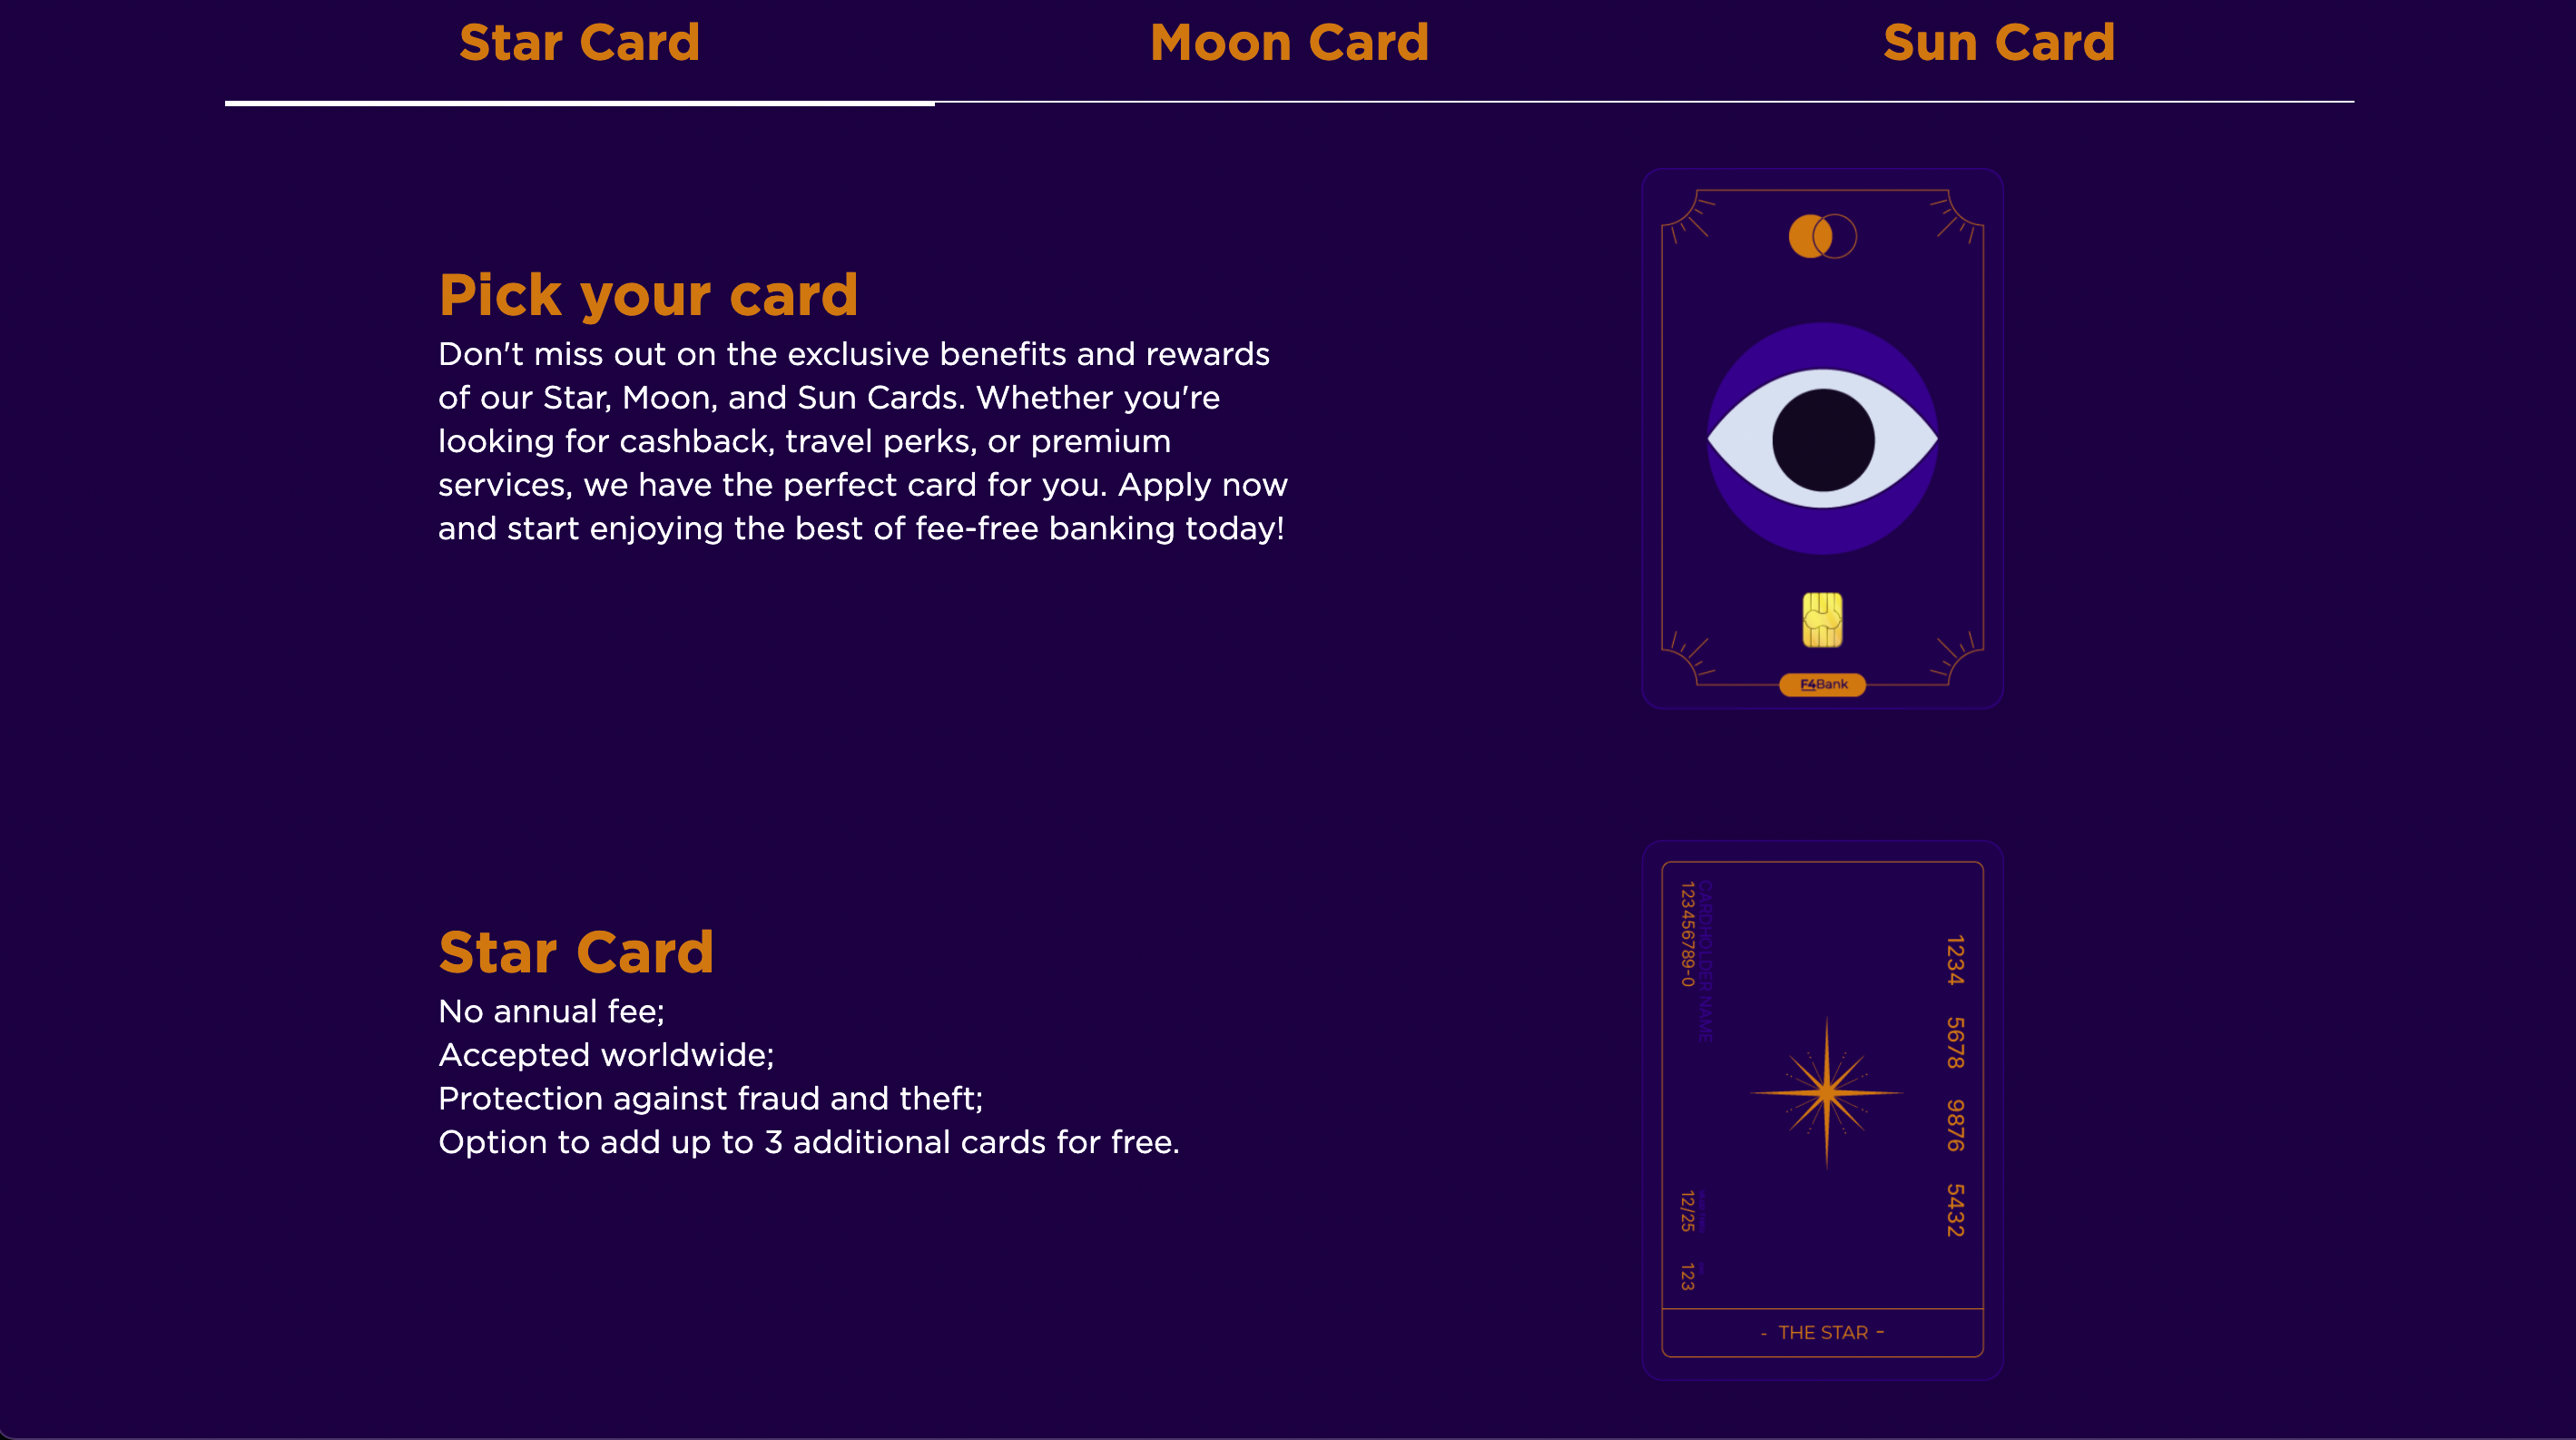 Star Card
Moon Card
Sun Card
Pick your card
Don't miss out on the exclusive benefits and rewards
of our Star, Moon, and Sun Cards. Whether you're
looking for cashback, travel perks, or premium
services, we have the perfect card for you. Apply now
and start enjoying the best of fee-free banking today!
F4Bank
Star Card
No annual fee;
Accepted worldwide;
Protection against fraud and theft;
Option to add up to 3 additional cards for free.
1234 5678 9876 5432
CARDHOLDER NAME
123456789-0
12/25
123
- THE STAR -